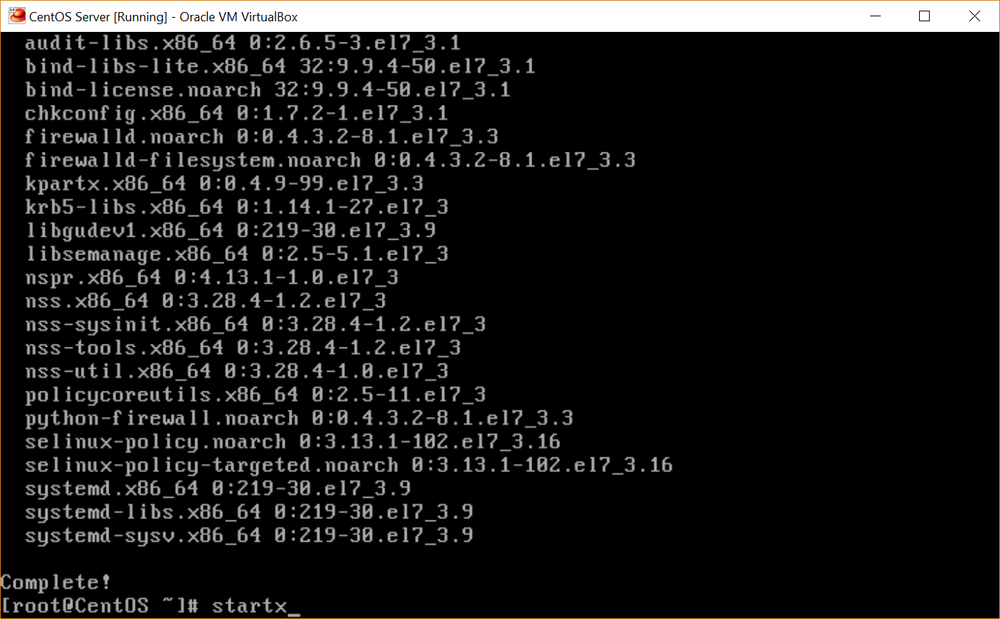 64
CentOS Server [Running] - Oracle VM VirtualBox
audit-libs.x86_64 0:2.6.5-3.el7_3.1
bind-libs-lite.x86_64 32:9.9.4-50.el7_3.1
bind-license.noarch 32:9.9.4-50.el7_3.1
chkconfig.x86_64 0:1.7.2-1.el7_3.1
firewalld.noarch 0:0.4.3.2-8.1.el7_3.3
firewalld-filesystem.noarch 0:0.4.3.2-8.1.el7_3.3
kpartx.x86_64 0:0.4.9-99.el7_3.3
krb5-libs.x86_64 0:1.14.1-27.el7_3
libgudev1.x86_64 0:219-30.el7_3.9
libsemanage.x86_64 0:2.5-5.1.el7_3
nspr.x86_64 0:4.13.1-1.0.el7_3
nss.x86_64 0:3.28.4-1.2.el7_3
nss-sysinit.x86_64 0:3.28.4-1.2.el7_3
nss-tools.x86_64 0:3.28.4-1.2.el7_3
nss-util.x86_64 0:3.28.4-1.0.el7_3
policycoreutils.x86_64 0:2.5-11.el7_3
python-firewall.noarch 0:0.4.3.2-8.1.el7_3.3
selinux-policy.noarch 0:3.13.1-102.el7_3.16
selinux-policy-targeted.noarch 0:3.13.1-102.el7_3.16
systemd.x86_64 0:219-30.el7_3.9
systemd-libs.x86_64 0:219-30.el7_3.9
systemd-sysv.x86_64 0:219-30.el7_3.9
Complete!
[root@CentOS ~]# startx_